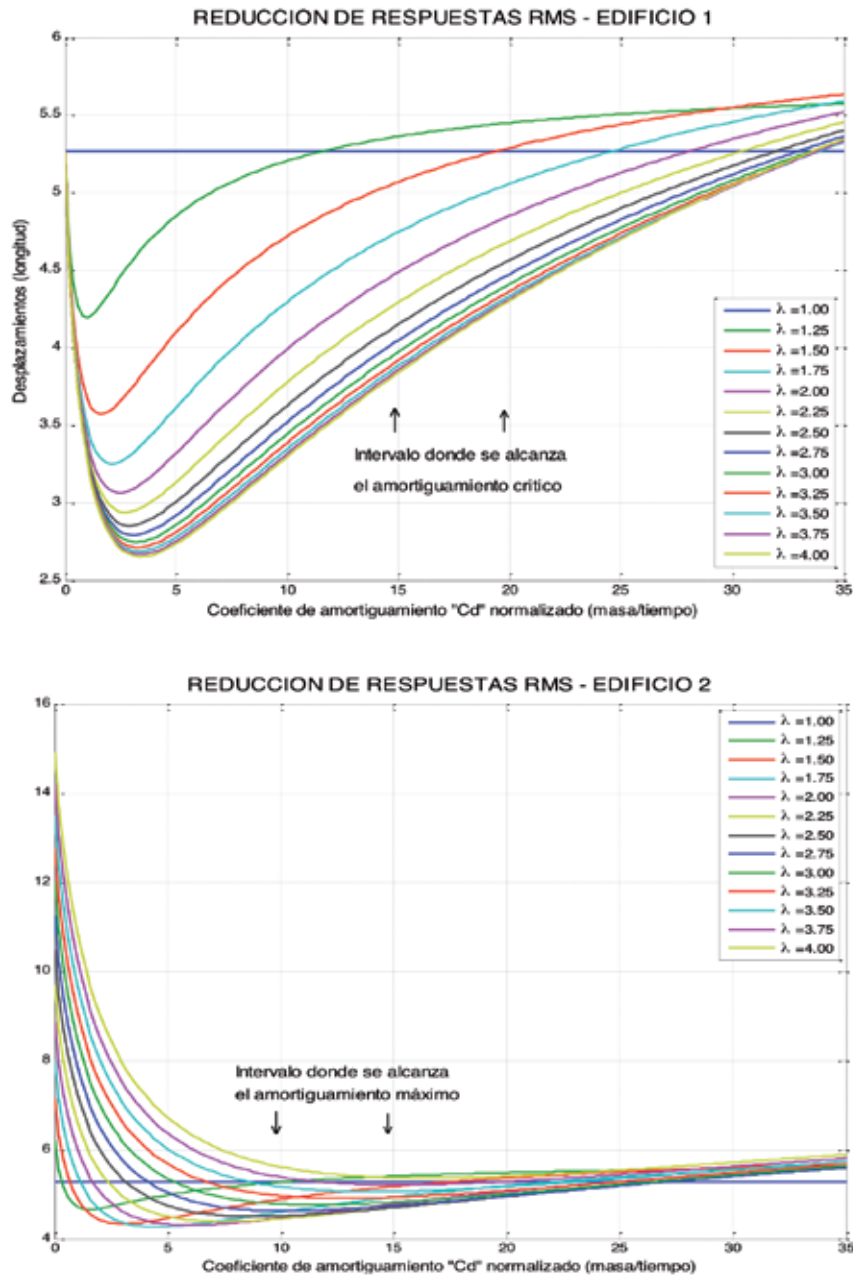 REDUCCION DE RESPUESTAS RMS - EDIFICIO 1
6
5.5
5
4.5
4
3.5
3
2.5
Desplazamientos (longitud)
λ =1.00
λ =1.25
λ =1.50
λ =1.75
λ =2.00
λ =2.25
λ =2.50
λ =2.75
λ =3.00
λ =3.25
λ =3.50
λ =3.75
λ =4.00
Intervalo donde se alcanza
el amortiguamiento critico
0 5 10 15 20 25 30 35
Coeficiente de amortiguamiento "Cd" normalizado (masa/tiempo)
REDUCCION DE RESPUESTAS RMS - EDIFICIO 2
16
14
12
10
8
6
4
λ =1.00
λ =1.25
λ =1.50
λ =1.75
λ =2.00
λ =2.25
λ =2.50
λ =2.75
λ =3.00
λ =3.25
λ =3.50
λ =3.75
λ =4.00
Intervalo donde se alcanza
el amortiguamiento máximo
0 5 10 15 20 25 30 35
Coeficiente de amortiguamiento "Cd" normalizado (masa/tiempo)